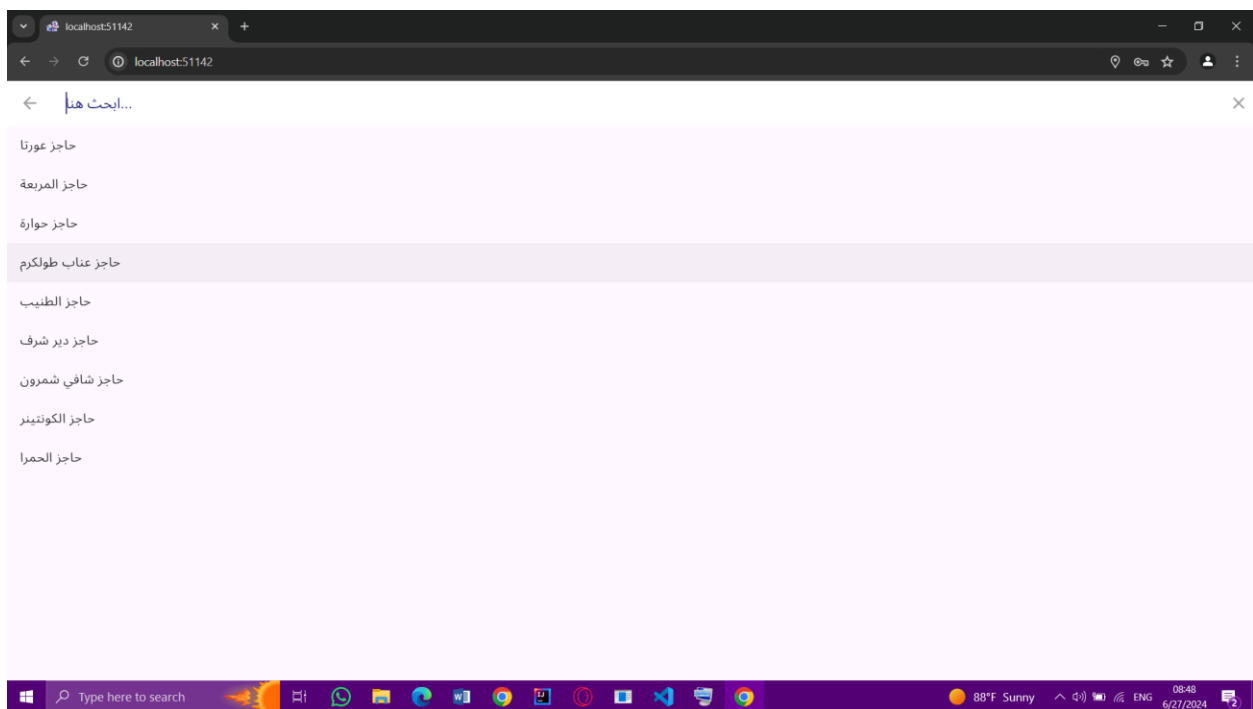 localhost:51142
localhost:51142
ابحث هنا...
حاجز عورتا
حاجز المربعة
حاجز حوارة
حاجز عناب طولكرم
حاجز الطنيب
حاجز دير شرف
حاجز شافي شمرون
حاجز الكونتينر
حاجز الحمرا
Type here to search
88°F Sunny
ENG
08:48
6/27/2024
2